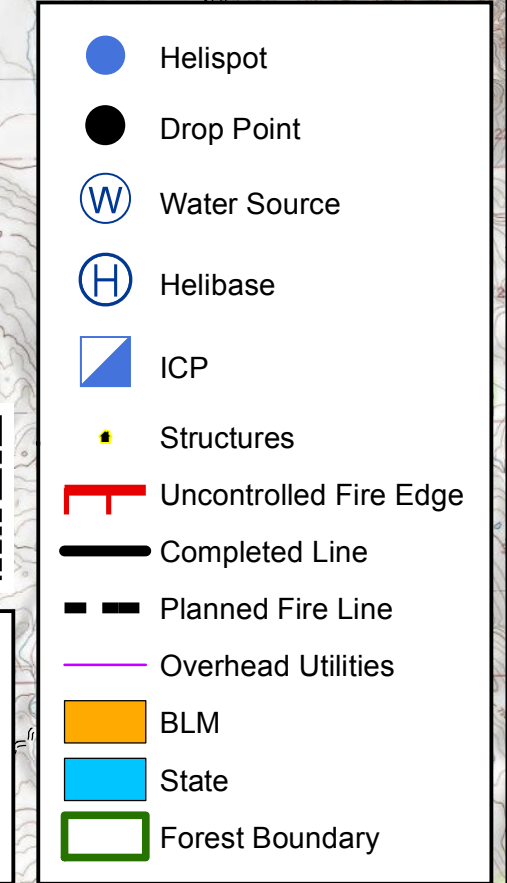 Helispot
Drop Point
W Water Source
H Helibase
ICP
Structures
Uncontrolled Fire Edge
Completed Line
Planned Fire Line
Overhead Utilities
BLM
State
Forest Boundary